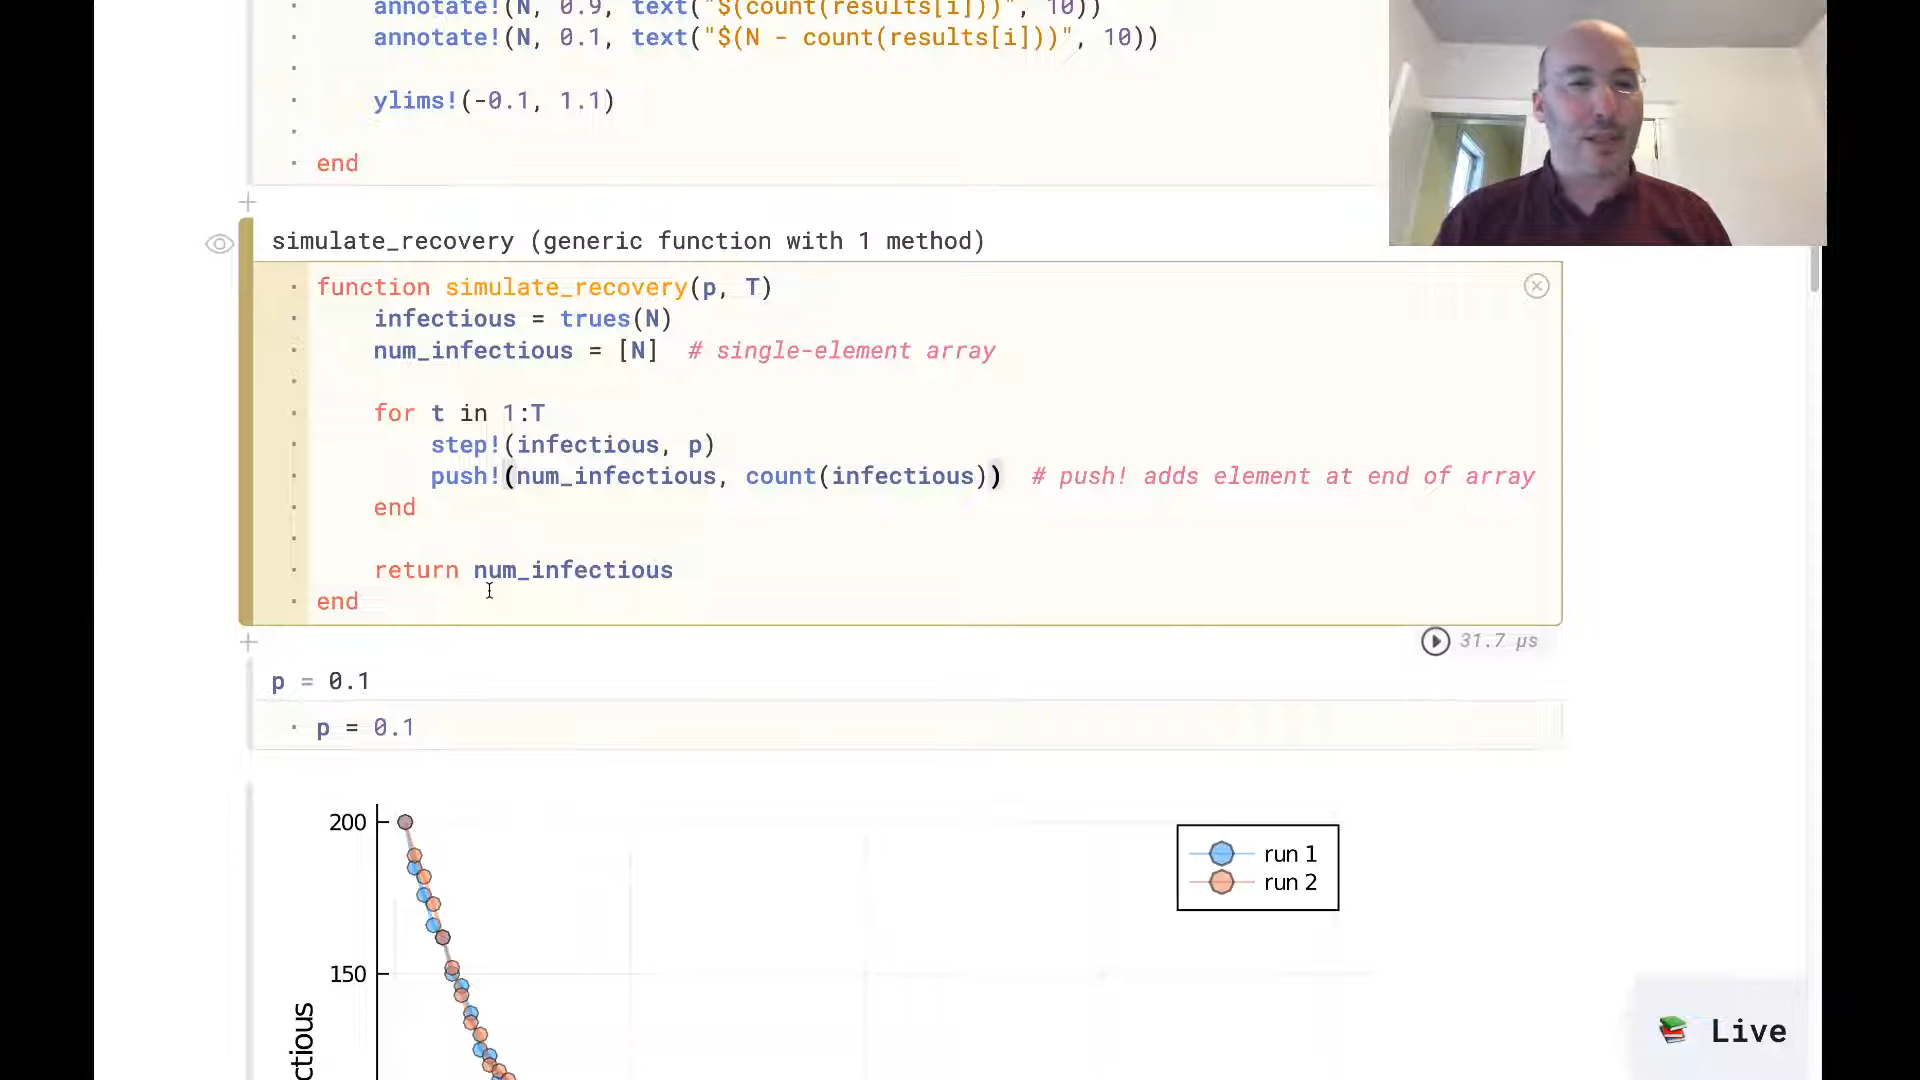 annotate!(N, 0.9, text("$(count(results[i]))", 10))
annotate!(N, 0.1, text("$(N - count(results[i]))", 10))
ylims!(-0.1, 1.1)
end
simulate_recovery (generic function with 1 method)
function simulate_recovery(p, T)
infectious = trues(N)
num_infectious = [N]  # single-element array
for t in 1:T
step!(infectious, p)
push!(num_infectious, count(infectious))  # push! adds element at end of array
end
return num_infectious
end
31.7 μs
p = 0.1
p = 0.1
200
150
run 1
run 2
ctious
Live